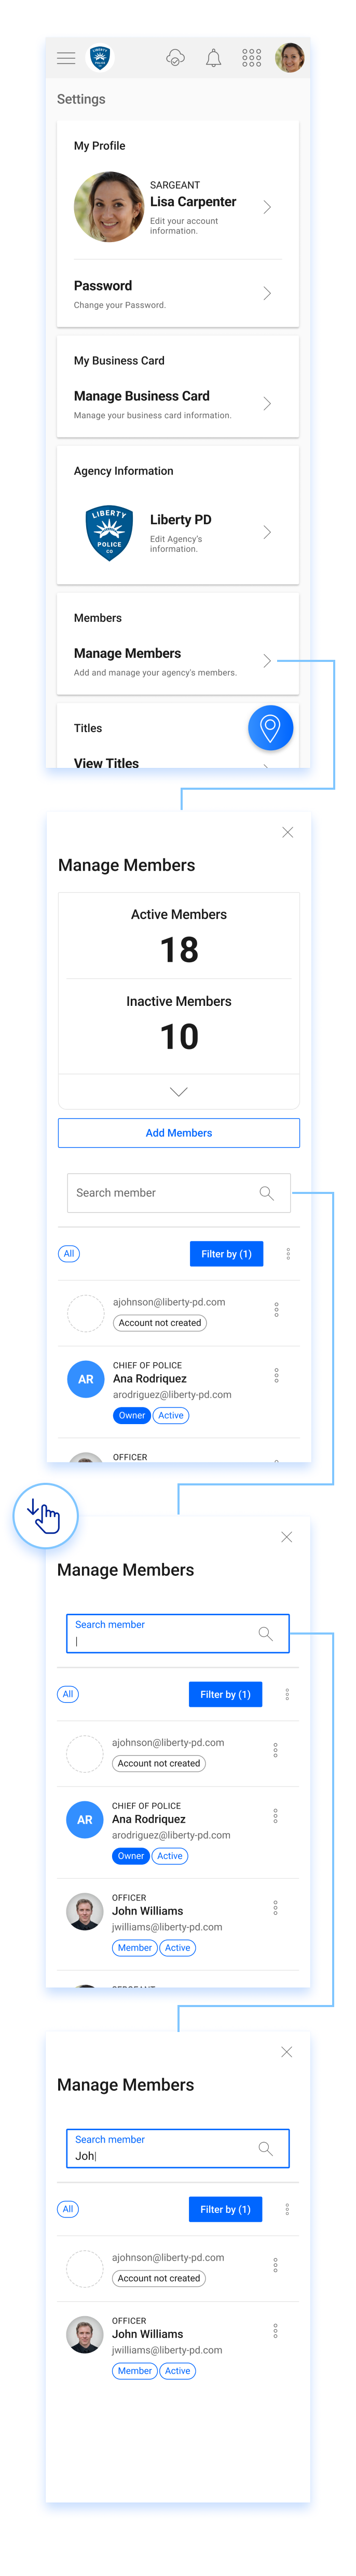 Settings
My Profile
SARGEANT
Lisa Carpenter
Edit your account
information.
Password
Change your Password.
My Business Card
Manage Business Card
Manage your business card information.
Agency Information
LIBERTY
POLICE
CO
Liberty PD
Edit Agency's
information.
Members
Manage Members
Add and manage your agency's members.
Titles
View Titles
Manage Members
Active Members
18
Inactive Members
10
Add Members
Search member
All
Filter by (1)
ajohnson@liberty-pd.com
Account not created
AR
CHIEF OF POLICE
Ana Rodriquez
arodriguez@liberty-pd.com
Owner
Active
OFFICER
Manage Members
Search member
All
Filter by (1)
ajohnson@liberty-pd.com
Account not created
AR
CHIEF OF POLICE
Ana Rodriquez
arodriguez@liberty-pd.com
Owner
Active
OFFICER
John Williams
jwilliams@liberty-pd.com
Member
Active
Manage Members
Search member
Joh
All
Filter by (1)
ajohnson@liberty-pd.com
Account not created
OFFICER
John Williams
jwilliams@liberty-pd.com
Member
Active